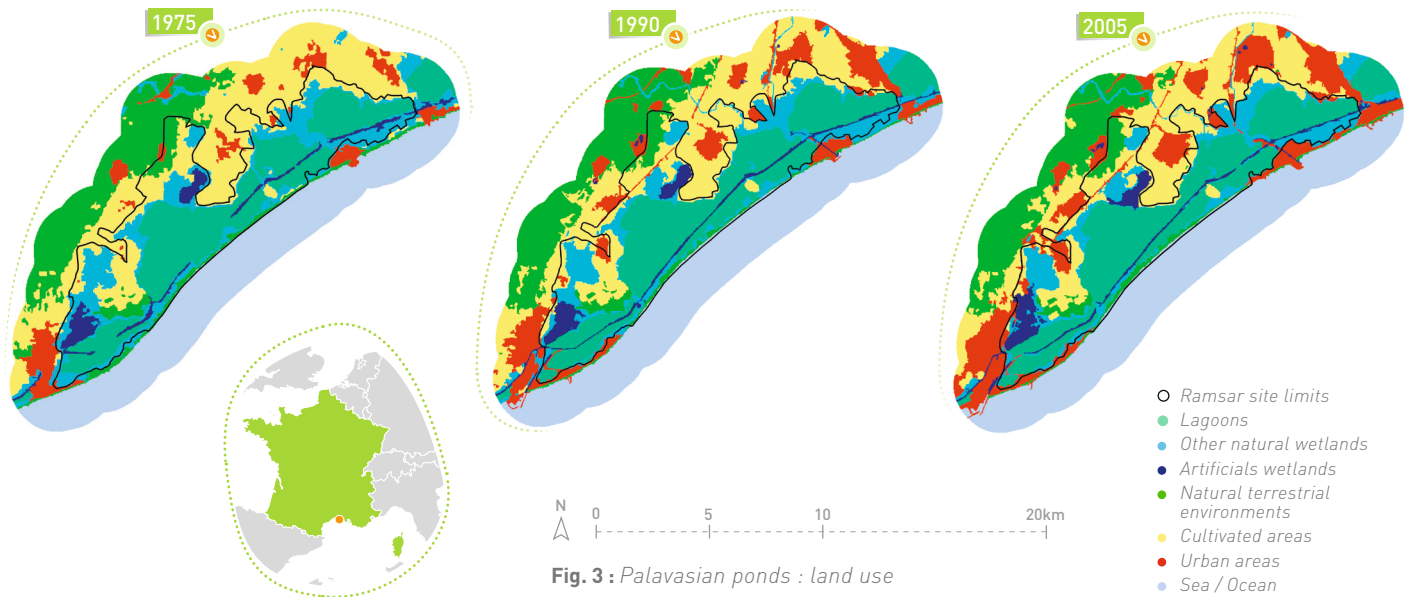 1975
1990
2005
Ramsar site limits
Lagoons
Other natural wetlands
Artificials wetlands
Natural terrestrial
environments
Cultivated areas
Urban areas
Sea / Ocean
N
0 5 10 20km
Fig. 3 : Palavasian ponds : land use